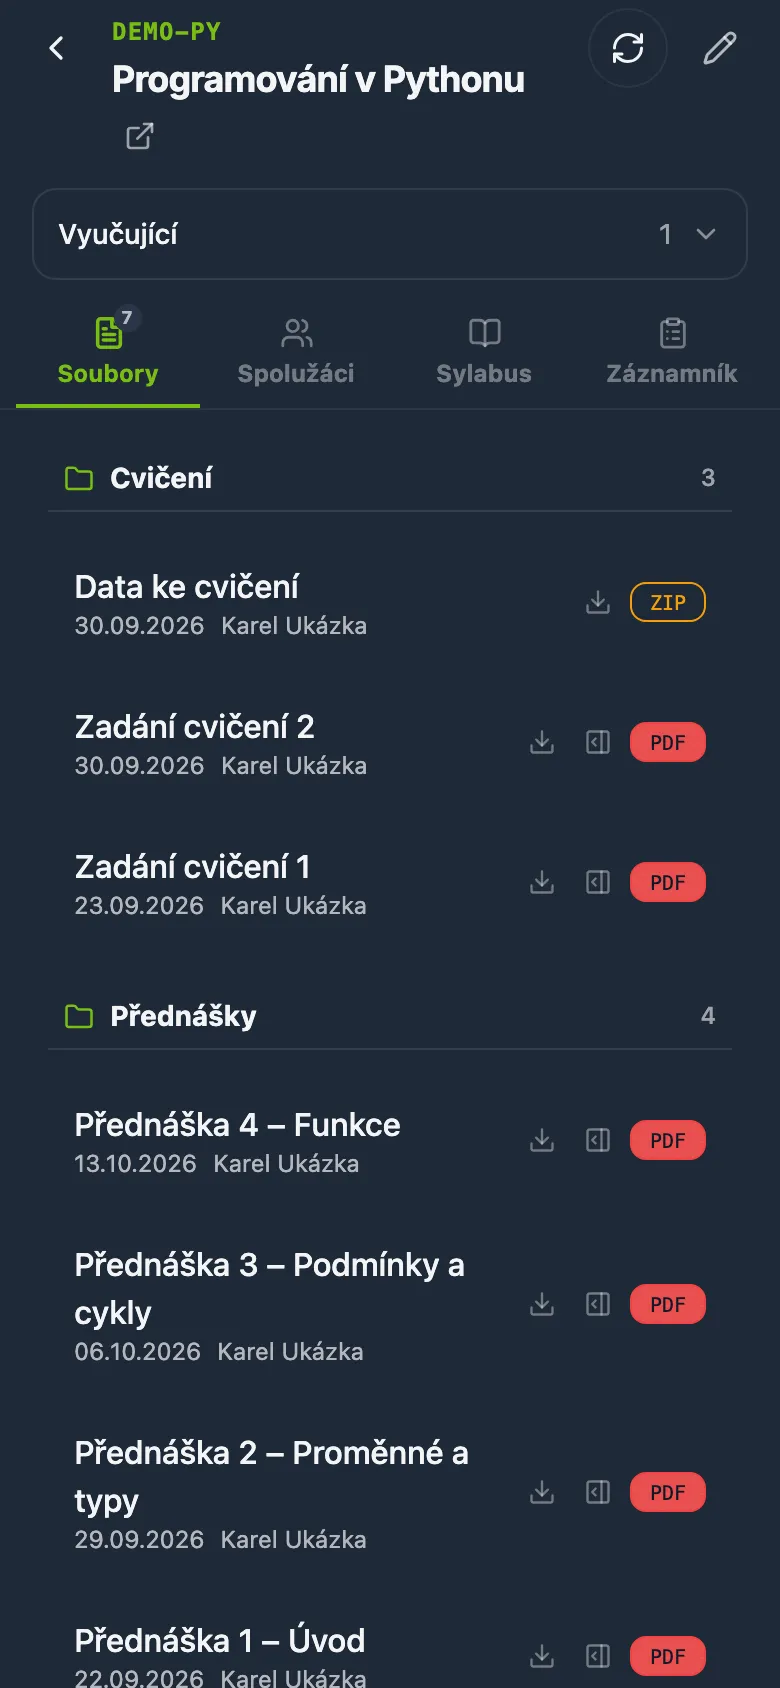 DEMO-PY
Programování v Pythonu
Vyučující 1
7
Soubory Spolužáci Sylabus Záznamník
Cvičení 3
Data ke cvičení
30.09.2026 Karel Ukázka
ZIP
Zadání cvičení 2
30.09.2026 Karel Ukázka
PDF
Zadání cvičení 1
23.09.2026 Karel Ukázka
PDF
Přednášky 4
Přednáška 4 – Funkce
13.10.2026 Karel Ukázka
PDF
Přednáška 3 – Podmínky a
cykly
06.10.2026 Karel Ukázka
PDF
Přednáška 2 – Proměnné a
typy
29.09.2026 Karel Ukázka
PDF
Přednáška 1 – Úvod
22.09.2026 Karel Ukázka
PDF